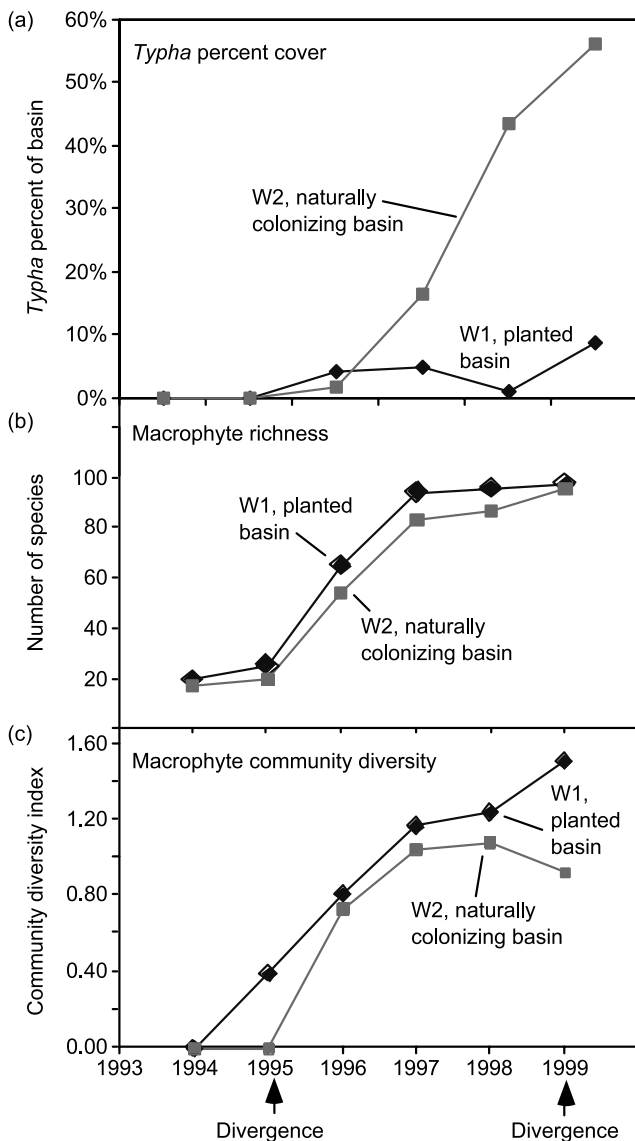 (a)
60%
50%
40%
30%
20%
10%
0%
Typha percent of basin
Typha percent cover
W2, naturally
colonizing basin
W1, planted
basin
(b)
100
80
60
40
20
Number of species
Macrophyte richness
W1, planted
basin
W2, naturally
colonizing basin
(c)
1.60
1.20
0.80
0.40
0.00
Community diversity index
Macrophyte community diversity
W1,
planted
basin
W2, naturally
colonizing basin
1993 1994 1995 1996 1997 1998 1999
Divergence Divergence